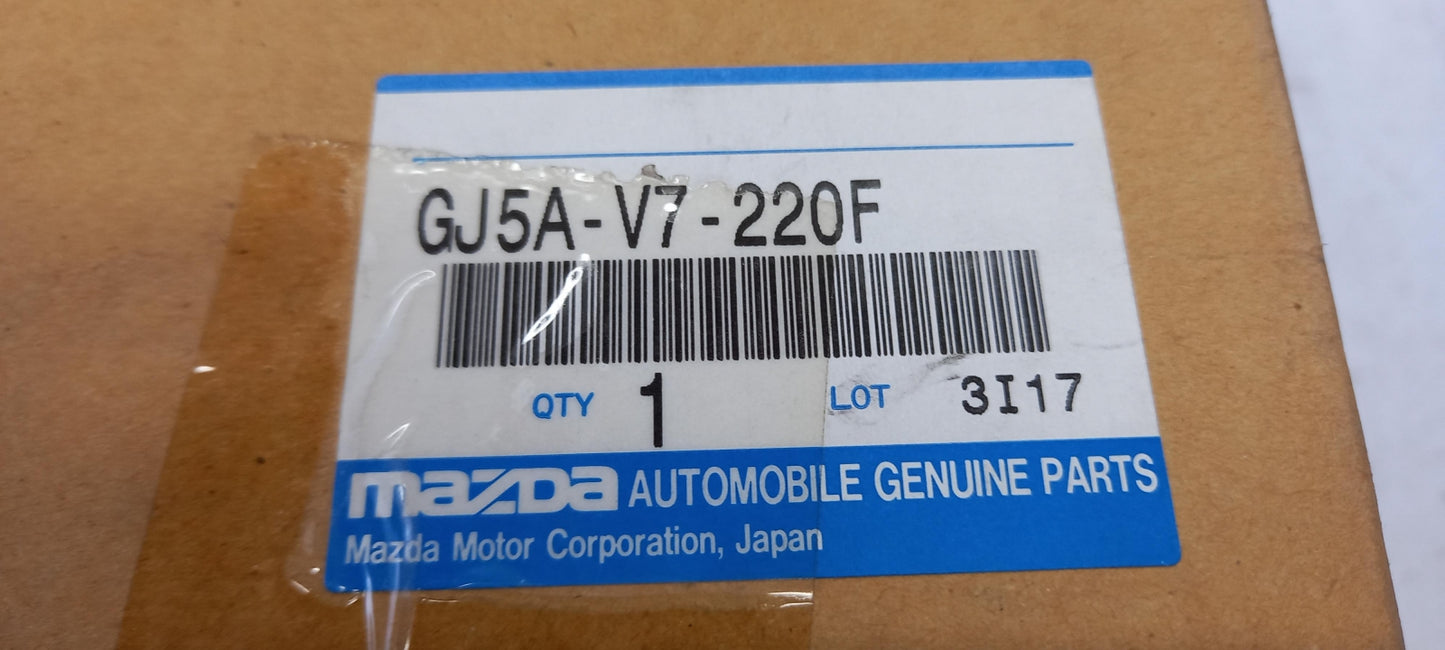 GJ5A-V7-220F
QTY 1 LOT 3I17
mazda AUTOMOBILE GENUINE PARTS
Mazda Motor Corporation, Japan